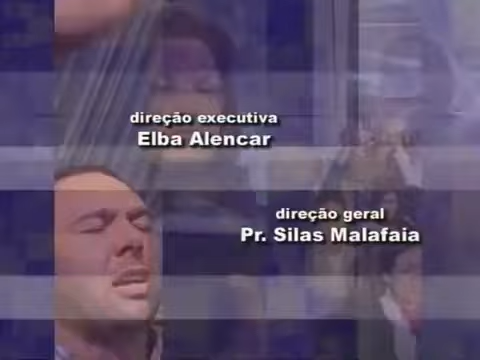 direção executiva
Elba Alencar
direção geral
Pr. Silas Malafaia